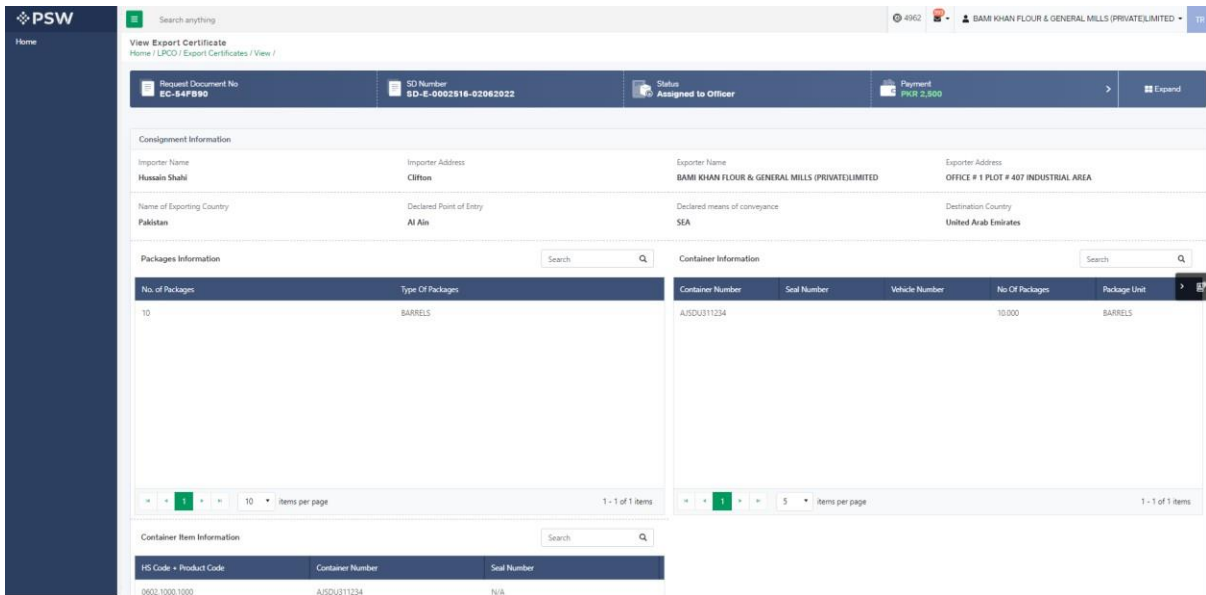 PSW
Search anything
4962
BAMI KHAN FLOUR & GENERAL MILLS (PRIVATE)LIMITED
TR
Home
View Export Certificate
Home / LPCO / Export Certificates / View /
Request Document No
EC-54FB90
SD Number
SD-E-0002516-02062022
Status
Assigned to Officer
Payment
PKR 2,500
Expand
Consignment Information
Importer Name
Hussain Shahi
Importer Address
Clifton
Exporter Name
BAMI KHAN FLOUR & GENERAL MILLS (PRIVATE)LIMITED
Exporter Address
OFFICE # 1 PLOT # 407 INDUSTRIAL AREA
Name of Exporting Country
Pakistan
Declared Point of Entry
Al Ain
Declared means of conveyance
SEA
Destination Country
United Arab Emirates
Packages Information
Search
No. of Packages Type Of Packages
10 BARRELS
1 10 items per page 1 - 1 of 1 items
Container Information
Search
Container Number Seal Number Vehicle Number No Of Packages Package Unit
AJSDU311234 10.000 BARRELS
1 5 items per page 1 - 1 of 1 items
Container Item Information
Search
HS Code + Product Code Container Number Seal Number
0602.1000.1000 AJSDU311234 N/A